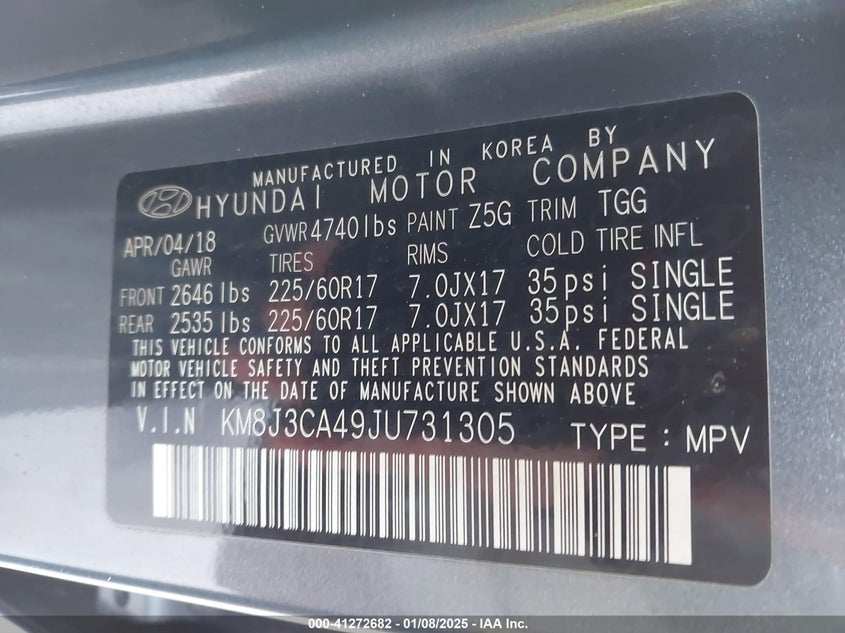 MANUFACTURED IN KOREA BY
HYUNDAI MOTOR COMPANY
APR/04/18 GVWR 4740 lbs PAINT Z5G TRIM TGG
GAWR TIRES RIMS COLD TIRE INFL
FRONT 2646 lbs 225/60R17 7.0JX17 35psi SINGLE
REAR 2535 lbs 225/60R17 7.0JX17 35psi SINGLE
THIS VEHICLE CONFORMS TO ALL APPLICABLE U.S.A. FEDERAL
MOTOR VEHICLE SAFETY AND THEFT PREVENTION STANDARDS
IN EFFECT ON THE DATE OF MANUFACTURE SHOWN ABOVE
V.I.N KM8J3CA49JU731305 TYPE : MPV
000-41272682 - 01/08/2025 - IAA Inc.